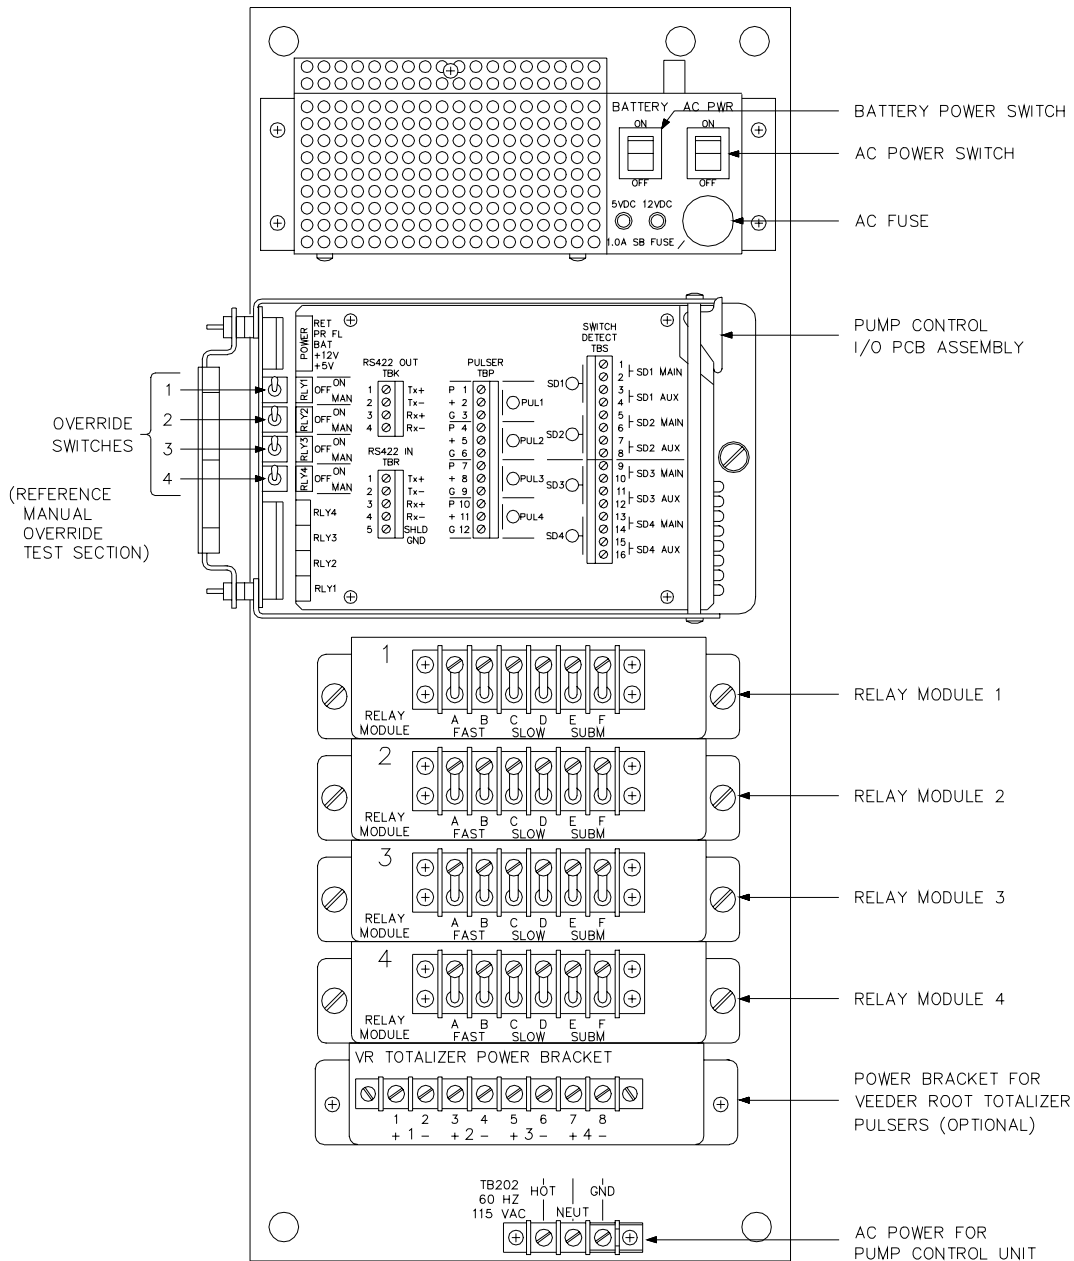 BATTERY AC PWR
ON ON
OFF OFF
5VDC 12VDC
1.0A SB FUSE
BATTERY POWER SWITCH
AC POWER SWITCH
AC FUSE
PUMP CONTROL
I/O PCB ASSEMBLY
OVERRIDE
SWITCHES
1
2
3
4
(REFERENCE
MANUAL
OVERRIDE
TEST SECTION)
POWER
RET
PR FL
BAT
+12V
+5V
RLY1 OFF ON MAN
RLY2 OFF ON MAN
RLY3 OFF ON MAN
RLY4 OFF ON MAN
RLY4
RLY3
RLY2
RLY1
RS422 OUT
TBK
1 Tx+
2 Tx-
3 Rx+
4 Rx-
RS422 IN
TBR
1 Tx+
2 Tx-
3 Rx+
4 Rx-
5 SHLD
GND
PULSER
TBP
P 1
+ 2 PUL1
G 3
P 4
+ 5 PUL2
G 6
P 7
+ 8 PUL3
G 9
P 10
+ 11 PUL4
G 12
SWITCH
DETECT
TBS
SD1
SD2
SD3
SD4
1
2 SD1 MAIN
3
4 SD1 AUX
5
6 SD2 MAIN
7
8 SD2 AUX
9
10 SD3 MAIN
11
12 SD3 AUX
13
14 SD4 MAIN
15
16 SD4 AUX
1
RELAY
MODULE
A B C D E F
FAST SLOW SUBM
RELAY MODULE 1
2
RELAY
MODULE
A B C D E F
FAST SLOW SUBM
RELAY MODULE 2
3
RELAY
MODULE
A B C D E F
FAST SLOW SUBM
RELAY MODULE 3
4
RELAY
MODULE
A B C D E F
FAST SLOW SUBM
RELAY MODULE 4
VR TOTALIZER POWER BRACKET
1 2 3 4 5 6 7 8
+ 1 - + 2 - + 3 - + 4 -
POWER BRACKET FOR
VEEDER ROOT TOTALIZER
PULSERS (OPTIONAL)
TB202
60 HZ
115 VAC
HOT
NEUT
GND
AC POWER FOR
PUMP CONTROL UNIT